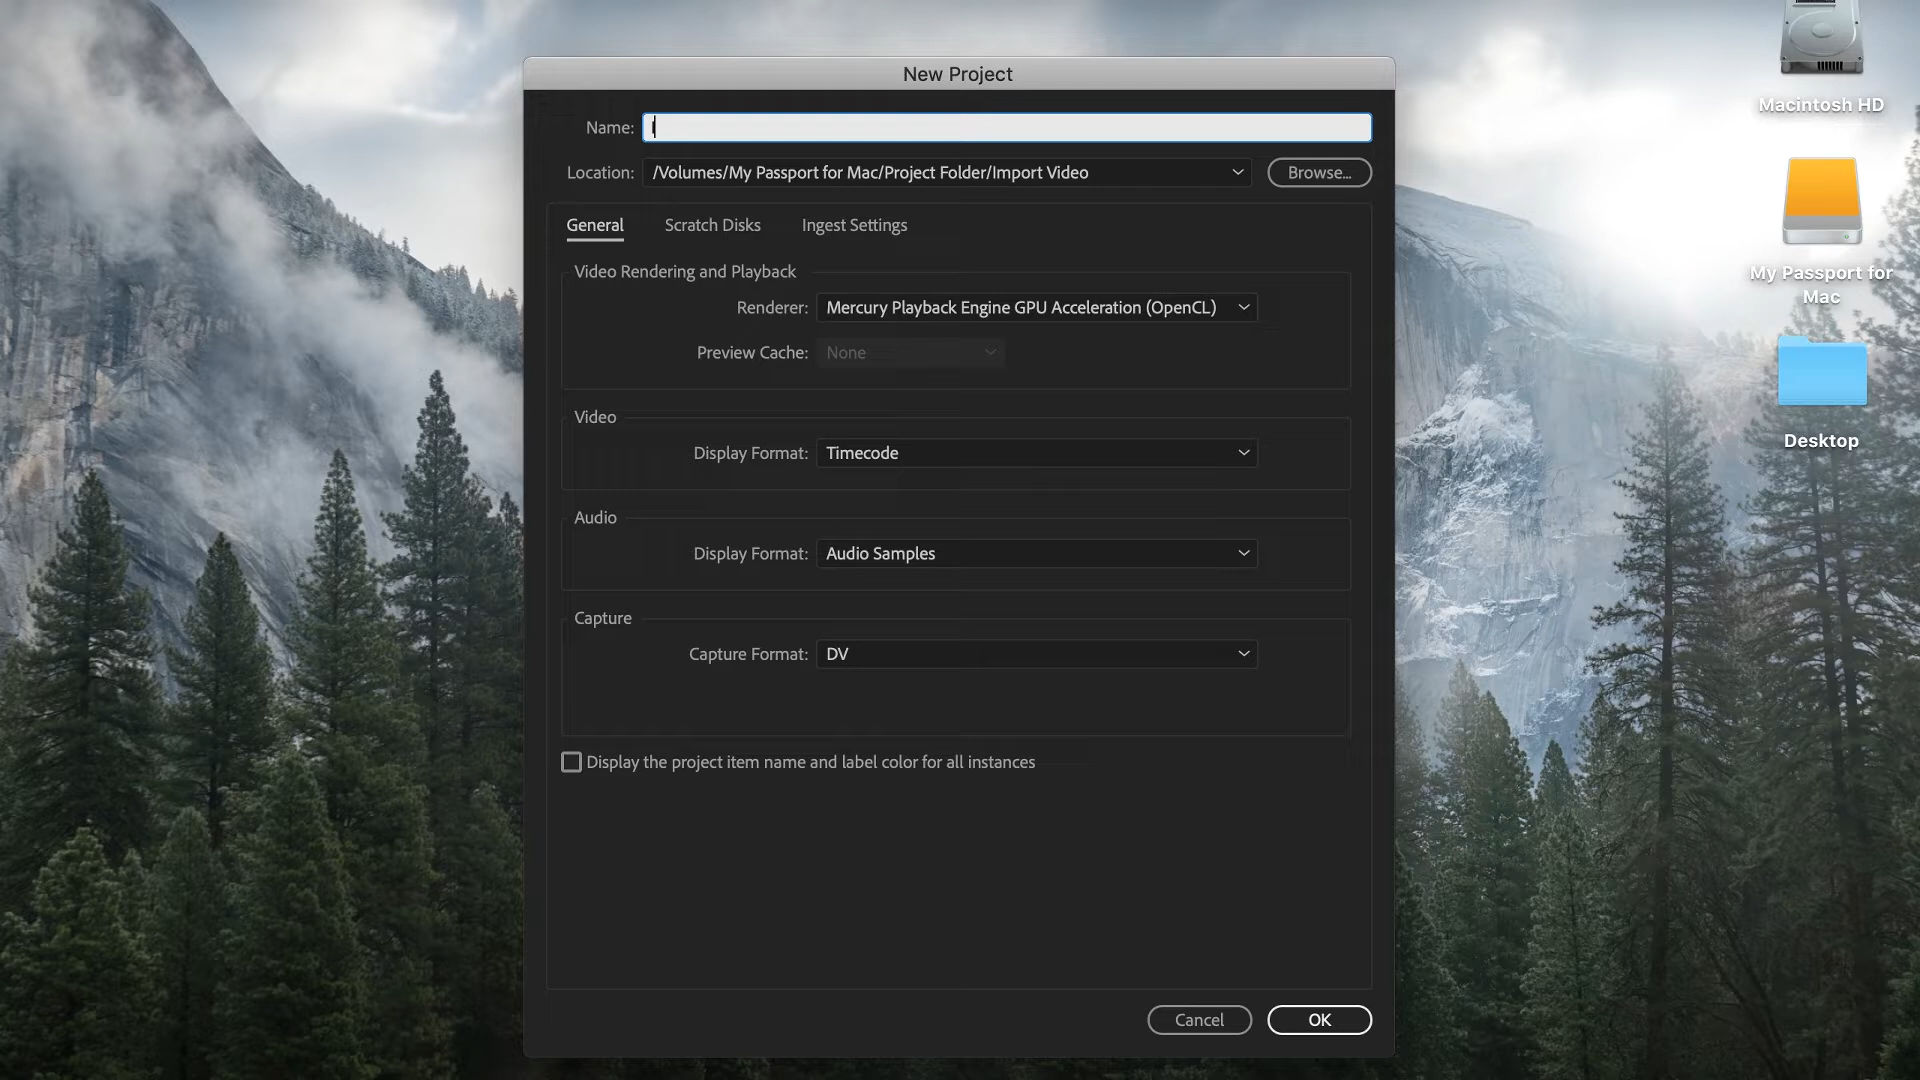 New Project
Macintosh HD
Name:
Location: /Volumes/My Passport for Mac/Project Folder/Import Video Browse...
General Scratch Disks Ingest Settings
Video Rendering and Playback
My Passport for
Mac
Renderer: Mercury Playback Engine GPU Acceleration (OpenCL)
Preview Cache: None
Video
Desktop
Display Format: Timecode
Audio
Display Format: Audio Samples
Capture
Capture Format: DV
Display the project item name and label color for all instances
Cancel OK